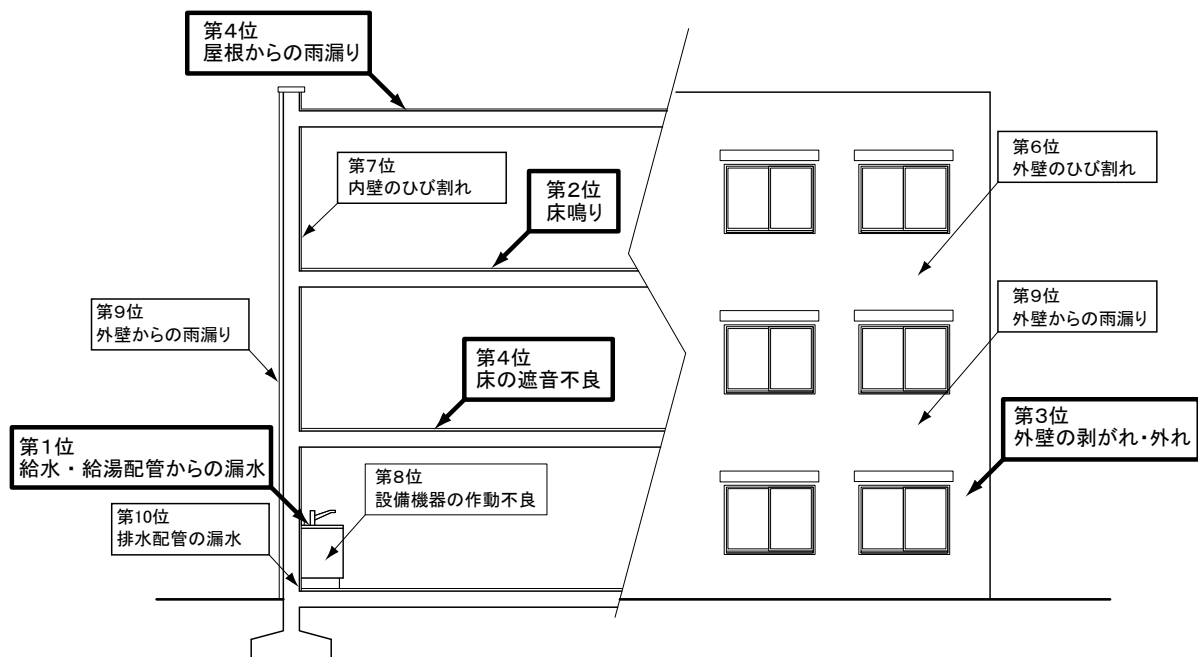 第4位
屋根からの雨漏り
第7位
内壁のひび割れ
第2位
床鳴り
第6位
外壁のひび割れ
第9位
外壁からの雨漏り
第9位
外壁からの雨漏り
第4位
床の遮音不良
第3位
外壁の剥がれ・外れ
第1位
給水・給湯配管からの漏水
第8位
設備機器の作動不良
第10位
排水配管の漏水